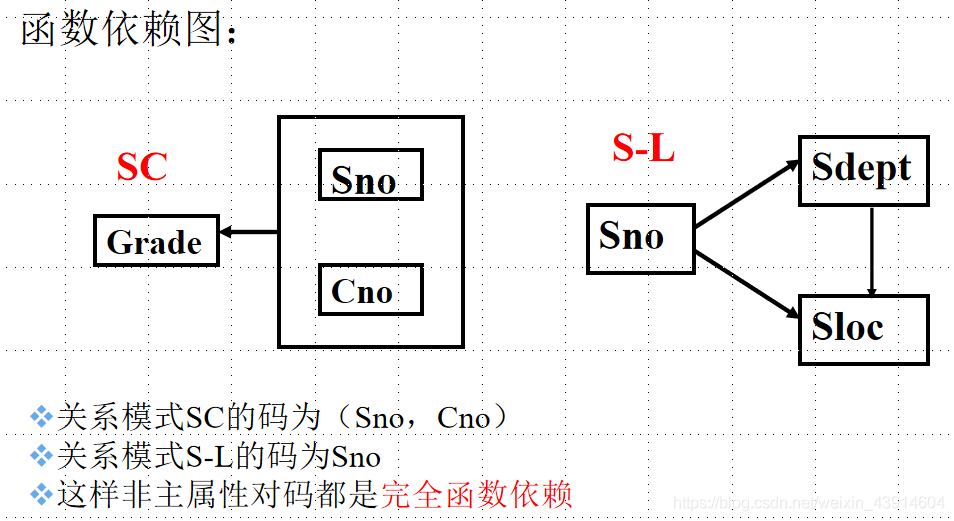 函数依赖图：
SC
S-L
Sno
Sdept
Grade
Sno
Cno
Sloc
❖关系模式SC的码为（Sno，Cno）
❖关系模式S-L的码为Sno
❖这样非主属性对码都是完全函数依赖
https://blog.csdn.net/weixin_43914604